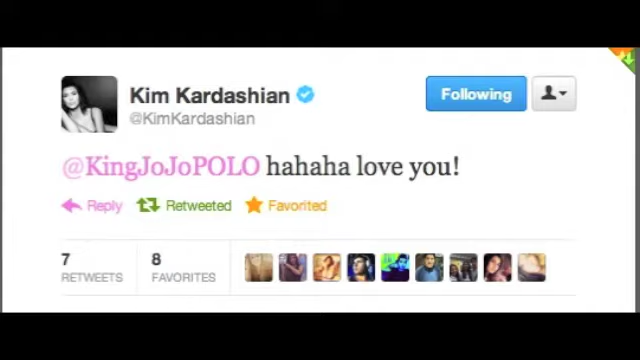 Kim Kardashian
@KimKardashian
Following
@KingJoJoPOLO hahaha love you!
Reply Retweeted Favorited
7 8
RETWEETS FAVORITES